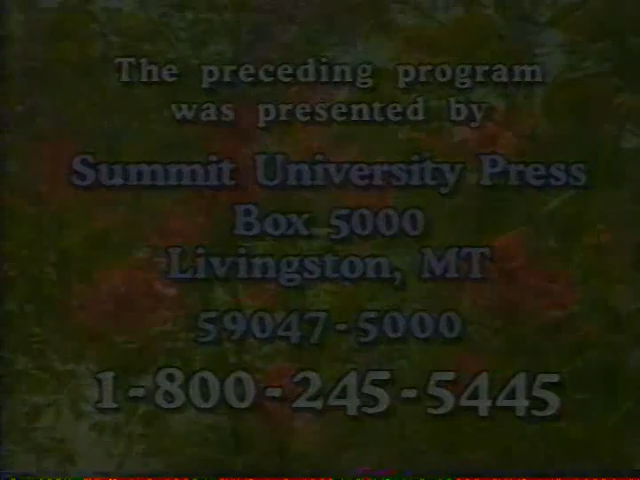 The preceding program
was presented by
Summit University Press
Box 5000
Livingston, MT
59047-5000
1-800-245-5445